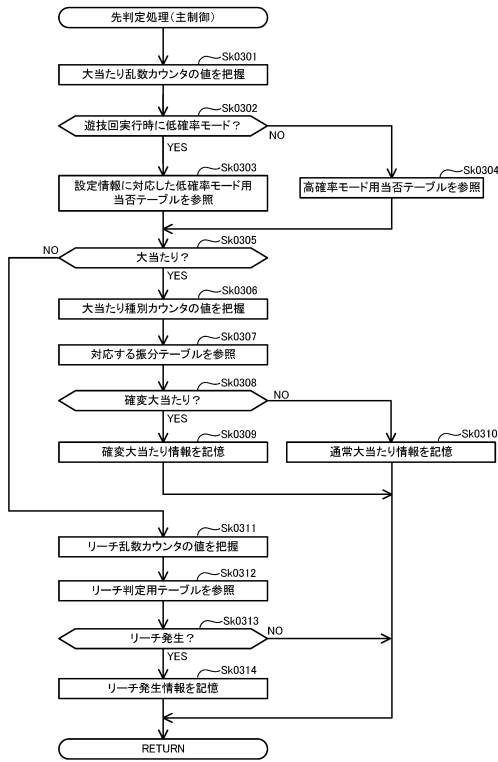 先判定処理(主制御)
Sk0301
大当たり乱数カウンタの値を把握
Sk0302
遊技回実行時に低確率モード?
NO
YES
Sk0303
設定情報に対応した低確率モード用
当否テーブルを参照
Sk0304
高確率モード用当否テーブルを参照
Sk0305
NO
大当たり?
YES
Sk0306
大当たり種別カウンタの値を把握
Sk0307
対応する振分テーブルを参照
Sk0308
確変大当たり?
NO
YES
Sk0309
確変大当たり情報を記憶
Sk0310
通常大当たり情報を記憶
Sk0311
リーチ乱数カウンタの値を把握
Sk0312
リーチ判定用テーブルを参照
Sk0313
リーチ発生?
NO
YES
Sk0314
リーチ発生情報を記憶
RETURN